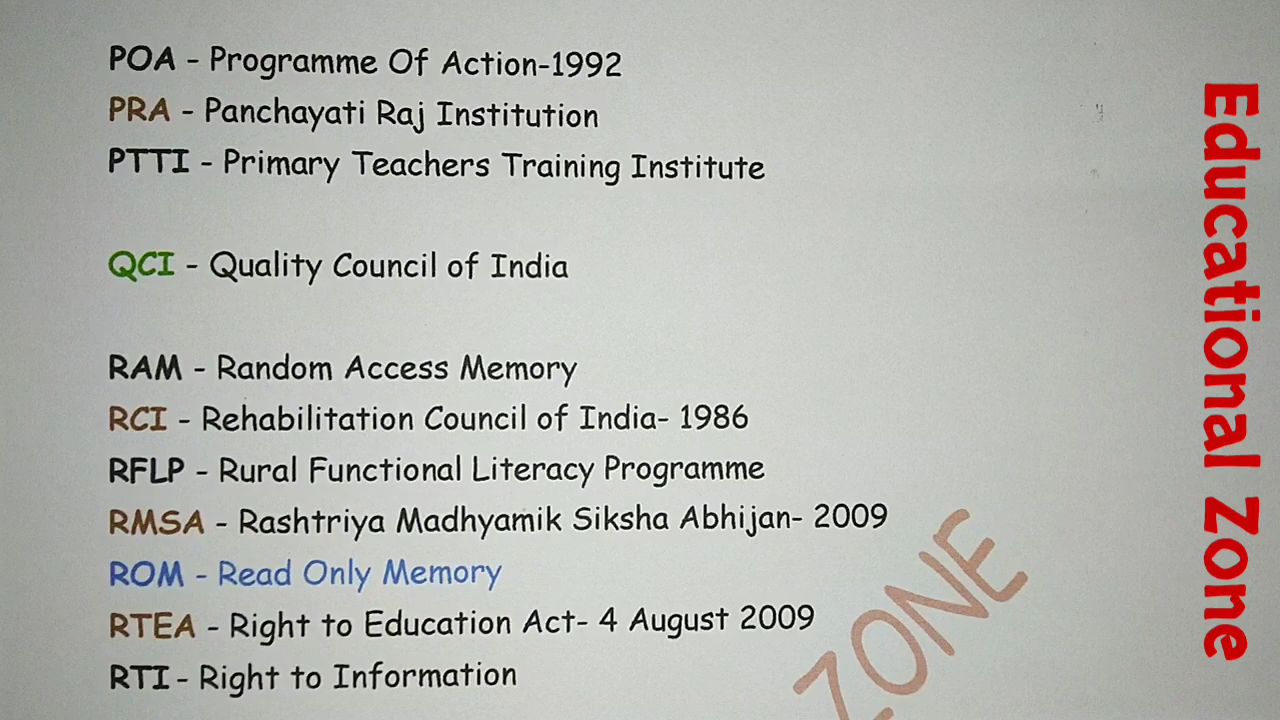 POA - Programme Of Action-1992
PRA - Panchayati Raj Institution
PTTI - Primary Teachers Training Institute
QCI - Quality Council of India
RAM - Random Access Memory
RCI - Rehabilitation Council of India- 1986
RFLP - Rural Functional Literacy Programme
RMSA - Rashtriya Madhyamik Siksha Abhijan- 2009
ROM - Read Only Memory
RTEA - Right to Education Act- 4 August 2009
RTI - Right to Information
ZONE
Educational Zone